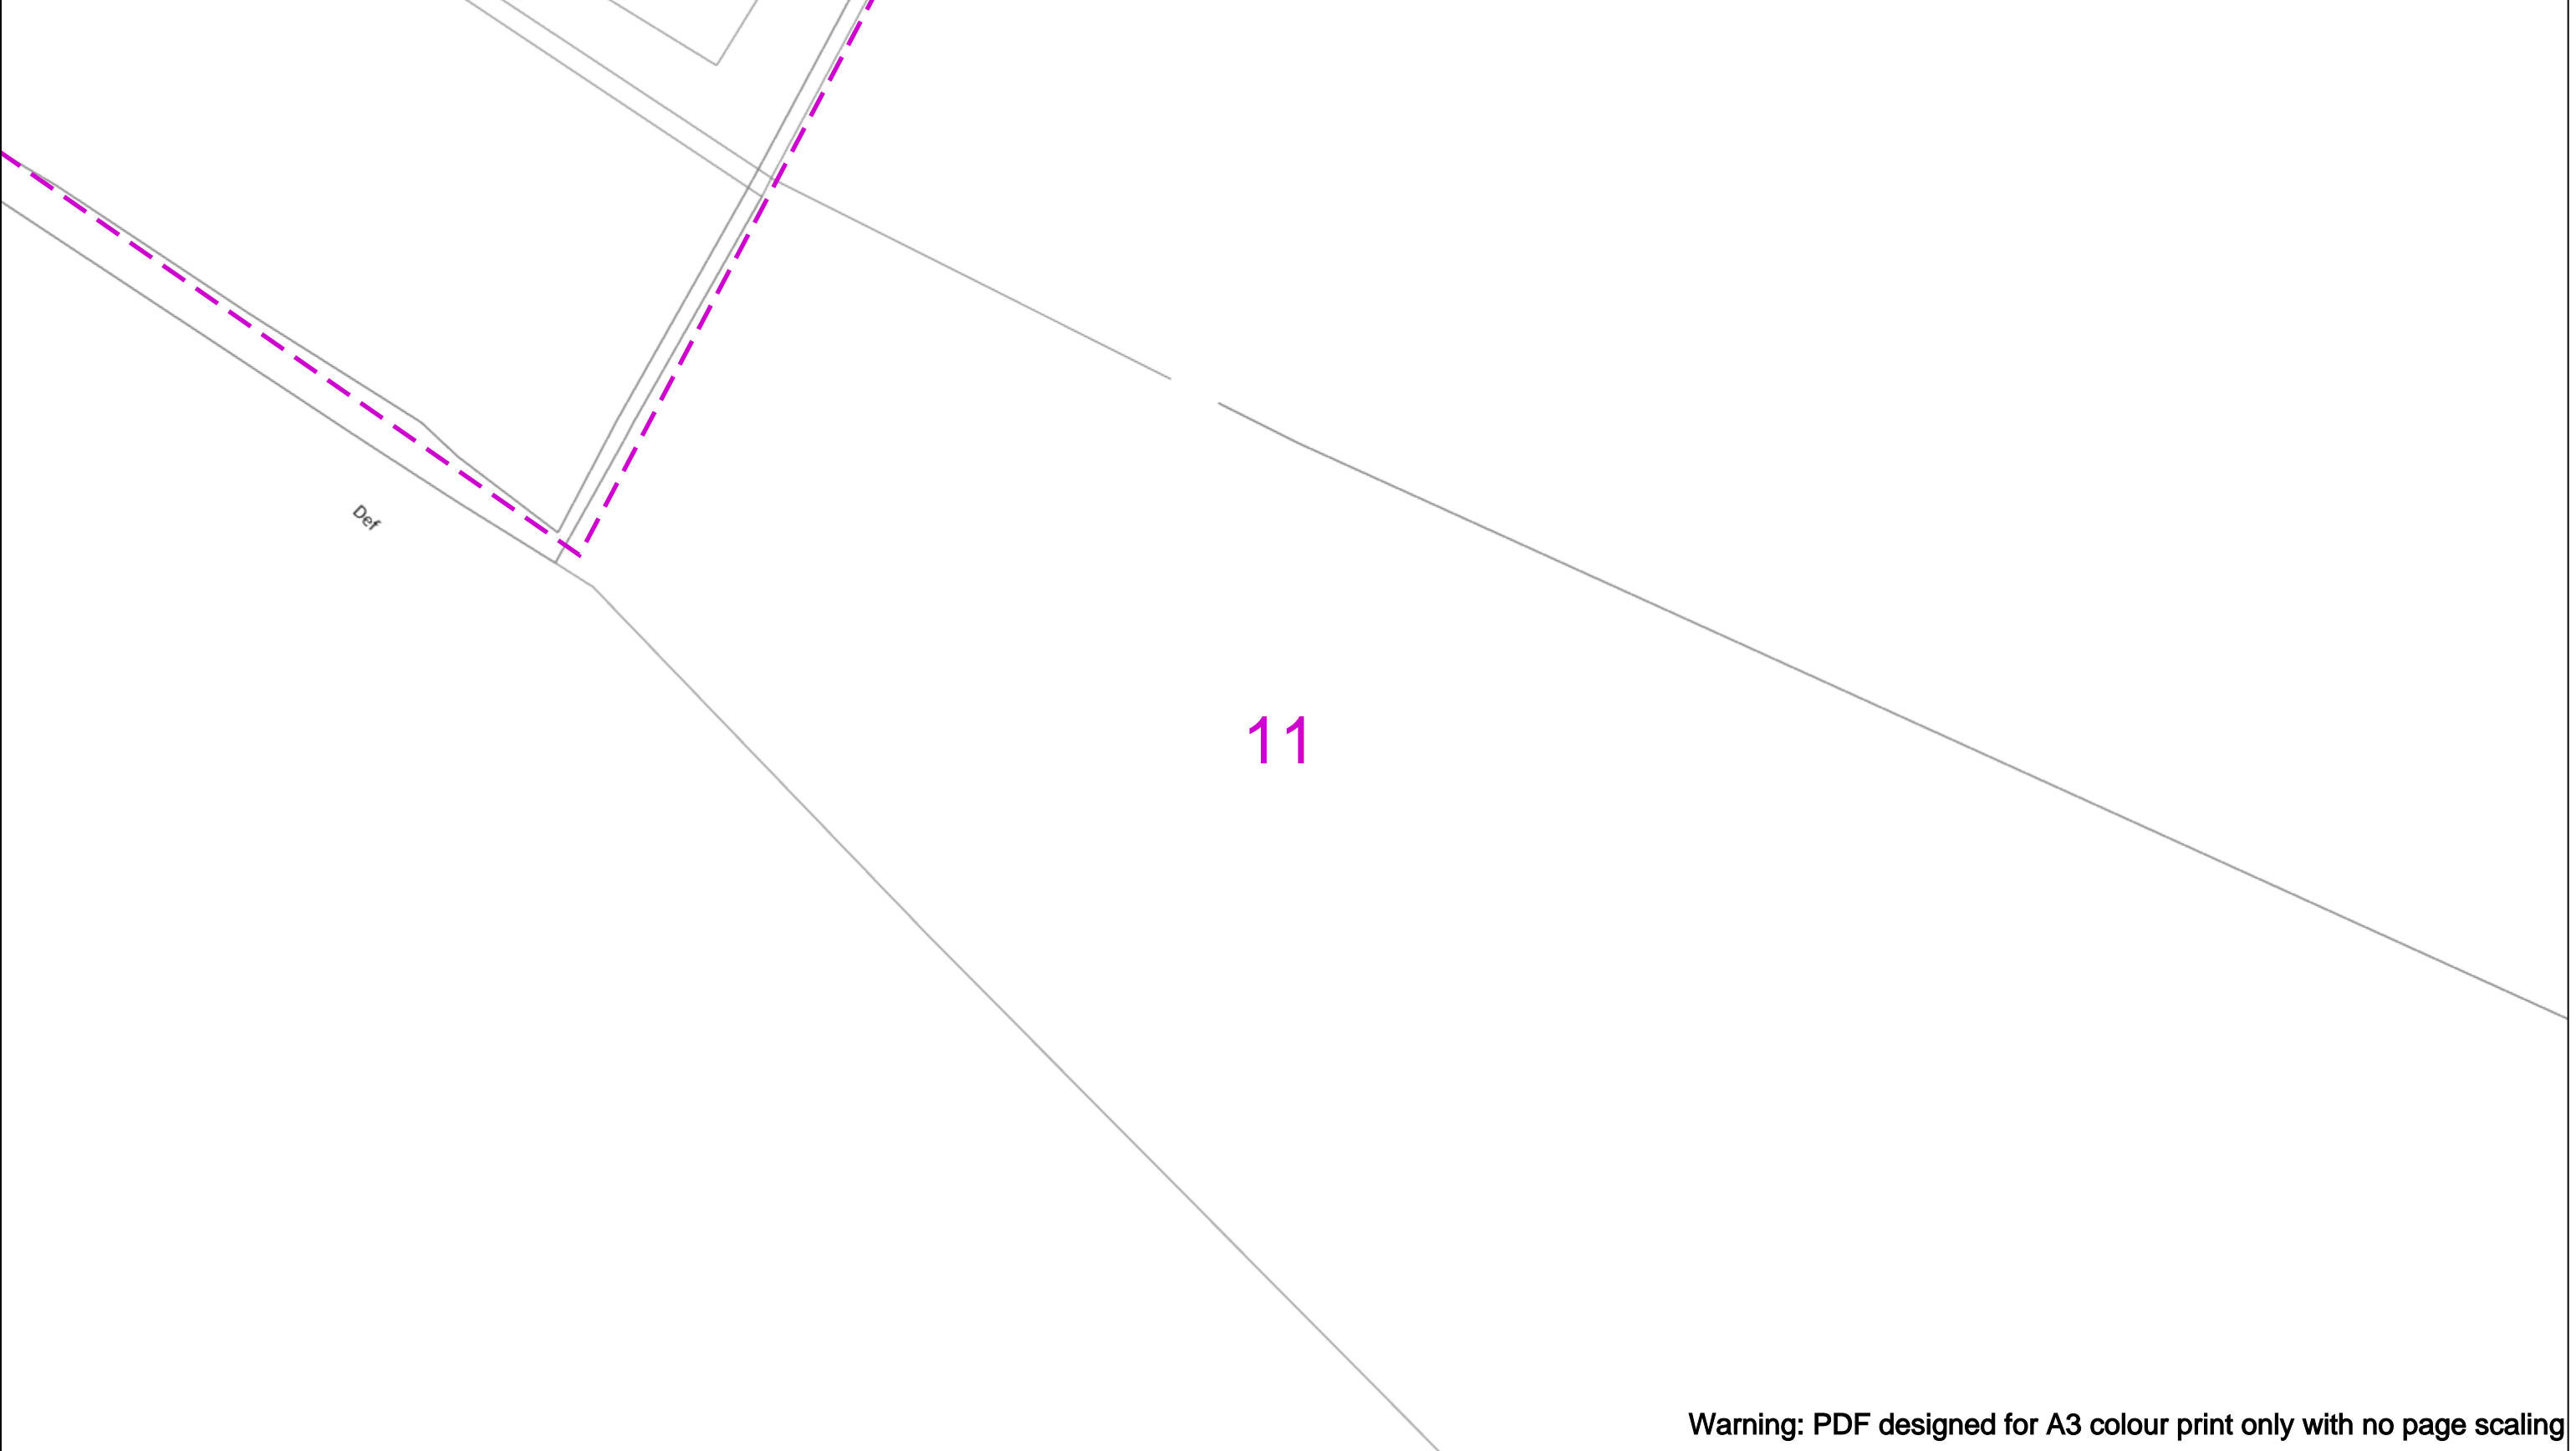 Def
11
Warning: PDF designed for A3 colour print only with no page scaling